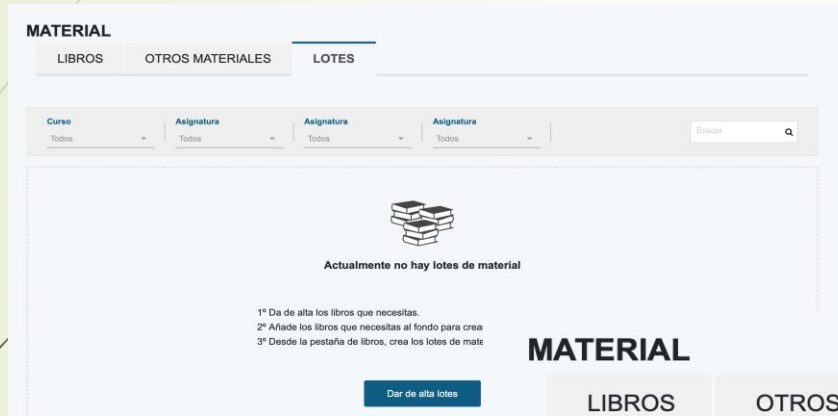 MATERIAL
LIBROS OTROS MATERIALES LOTES
Curso Asignatura Asignatura Asignatura
Todos Todos Todos Todos Buscar
Actualmente no hay lotes de material
1º Da de alta los libros que necesitas.
2º Añade los libros que necesitas al fondo para crea
3º Desde la pestaña de libros, crea los lotes de mate
Dar de alta lotes
MATERIAL
LIBROS OTROS